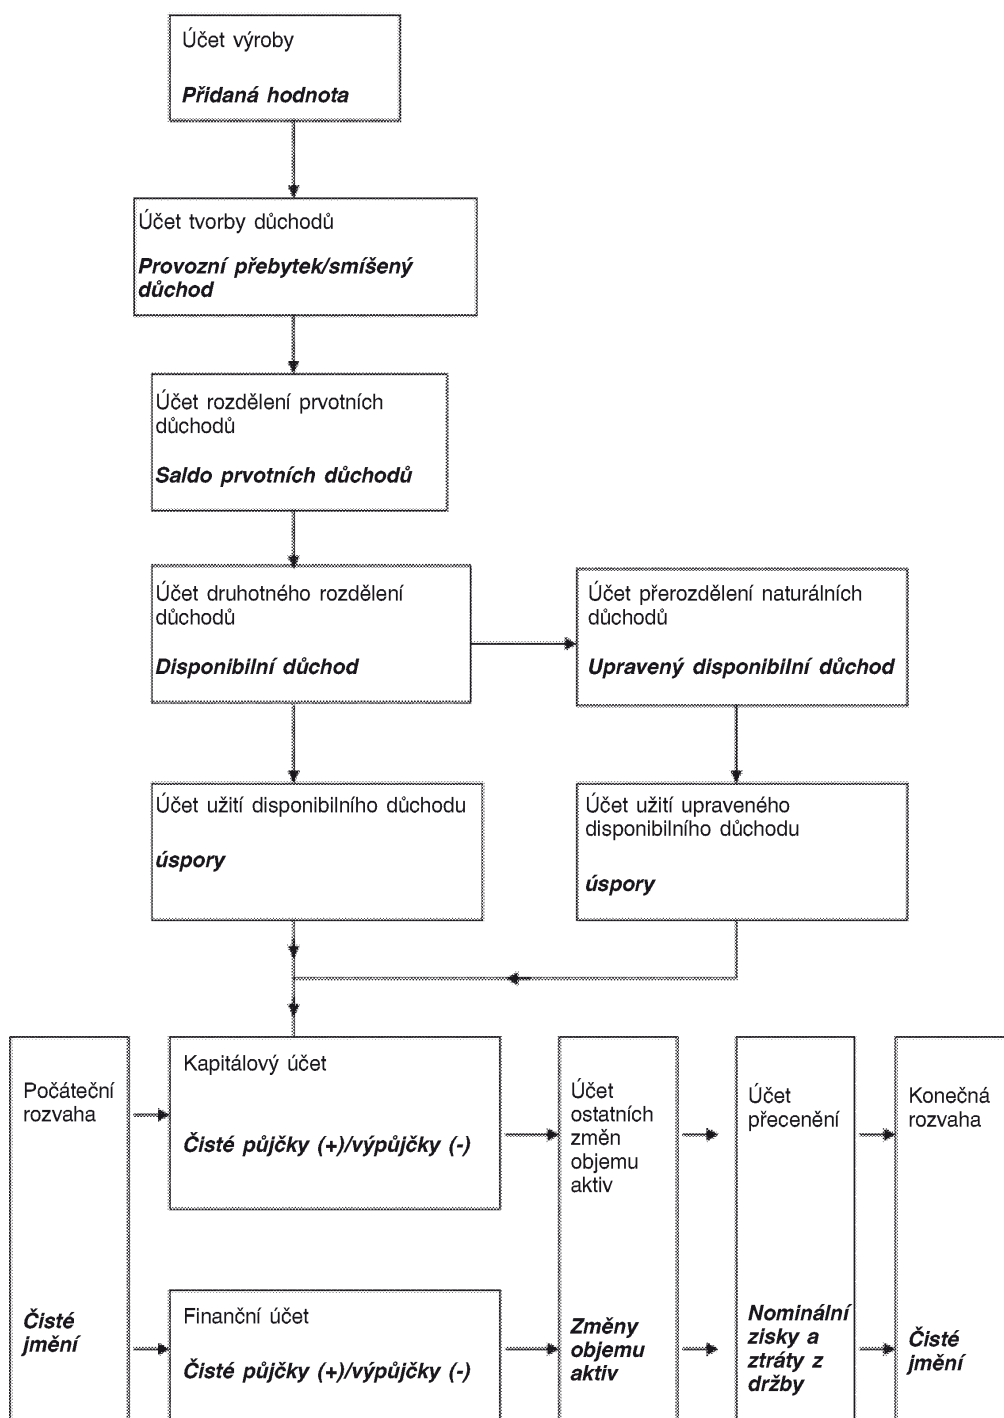 Účet výroby
Přidaná hodnota
Účet tvorby důchodů
Provozní přebytek/smíšený
důchod
Účet rozdělení prvotních
důchodů
Saldo prvotních důchodů
Účet druhotného rozdělení
důchodů
Disponibilní důchod
Účet přerozdělení naturálních
důchodů
Upravený disponibilní důchod
Účet užití disponibilního důchodu
úspory
Účet užití upraveného
disponibilního důchodu
úspory
Počáteční
rozvaha
Čisté
jmění
Kapitálový účet
Čisté půjčky (+)/výpůjčky (-)
Finanční účet
Čisté půjčky (+)/výpůjčky (-)
Účet
ostatních
změn
objemu
aktiv
Změny
objemu
aktiv
Účet
přecenění
Nominální
zisky a
ztráty z
držby
Konečná
rozvaha
Čisté
jmění